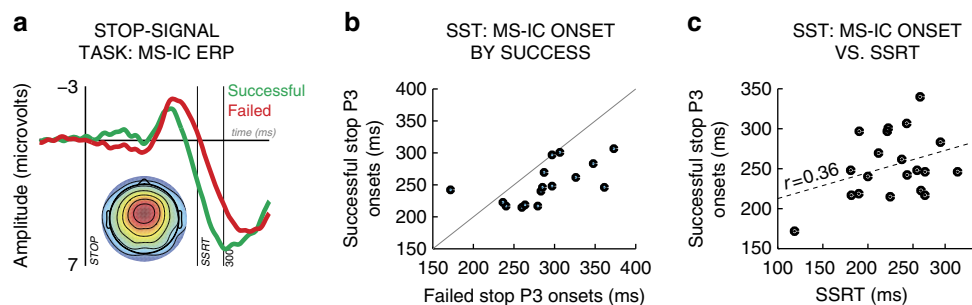 a
STOP-SIGNAL
TASK: MS-IC ERP
Amplitude (microvolts)
–3
7
Successful
Failed
time (ms)
STOP
SSRT
300
b
SST: MS-IC ONSET
BY SUCCESS
Successful stop P3
onsets (ms)
400
350
300
250
200
150
150 200 250 300 350 400
Failed stop P3 onsets (ms)
c
SST: MS-IC ONSET
VS. SSRT
Successful stop P3
onsets (ms)
350
300
250
200
150
r=0.36
100 200 300
SSRT (ms)